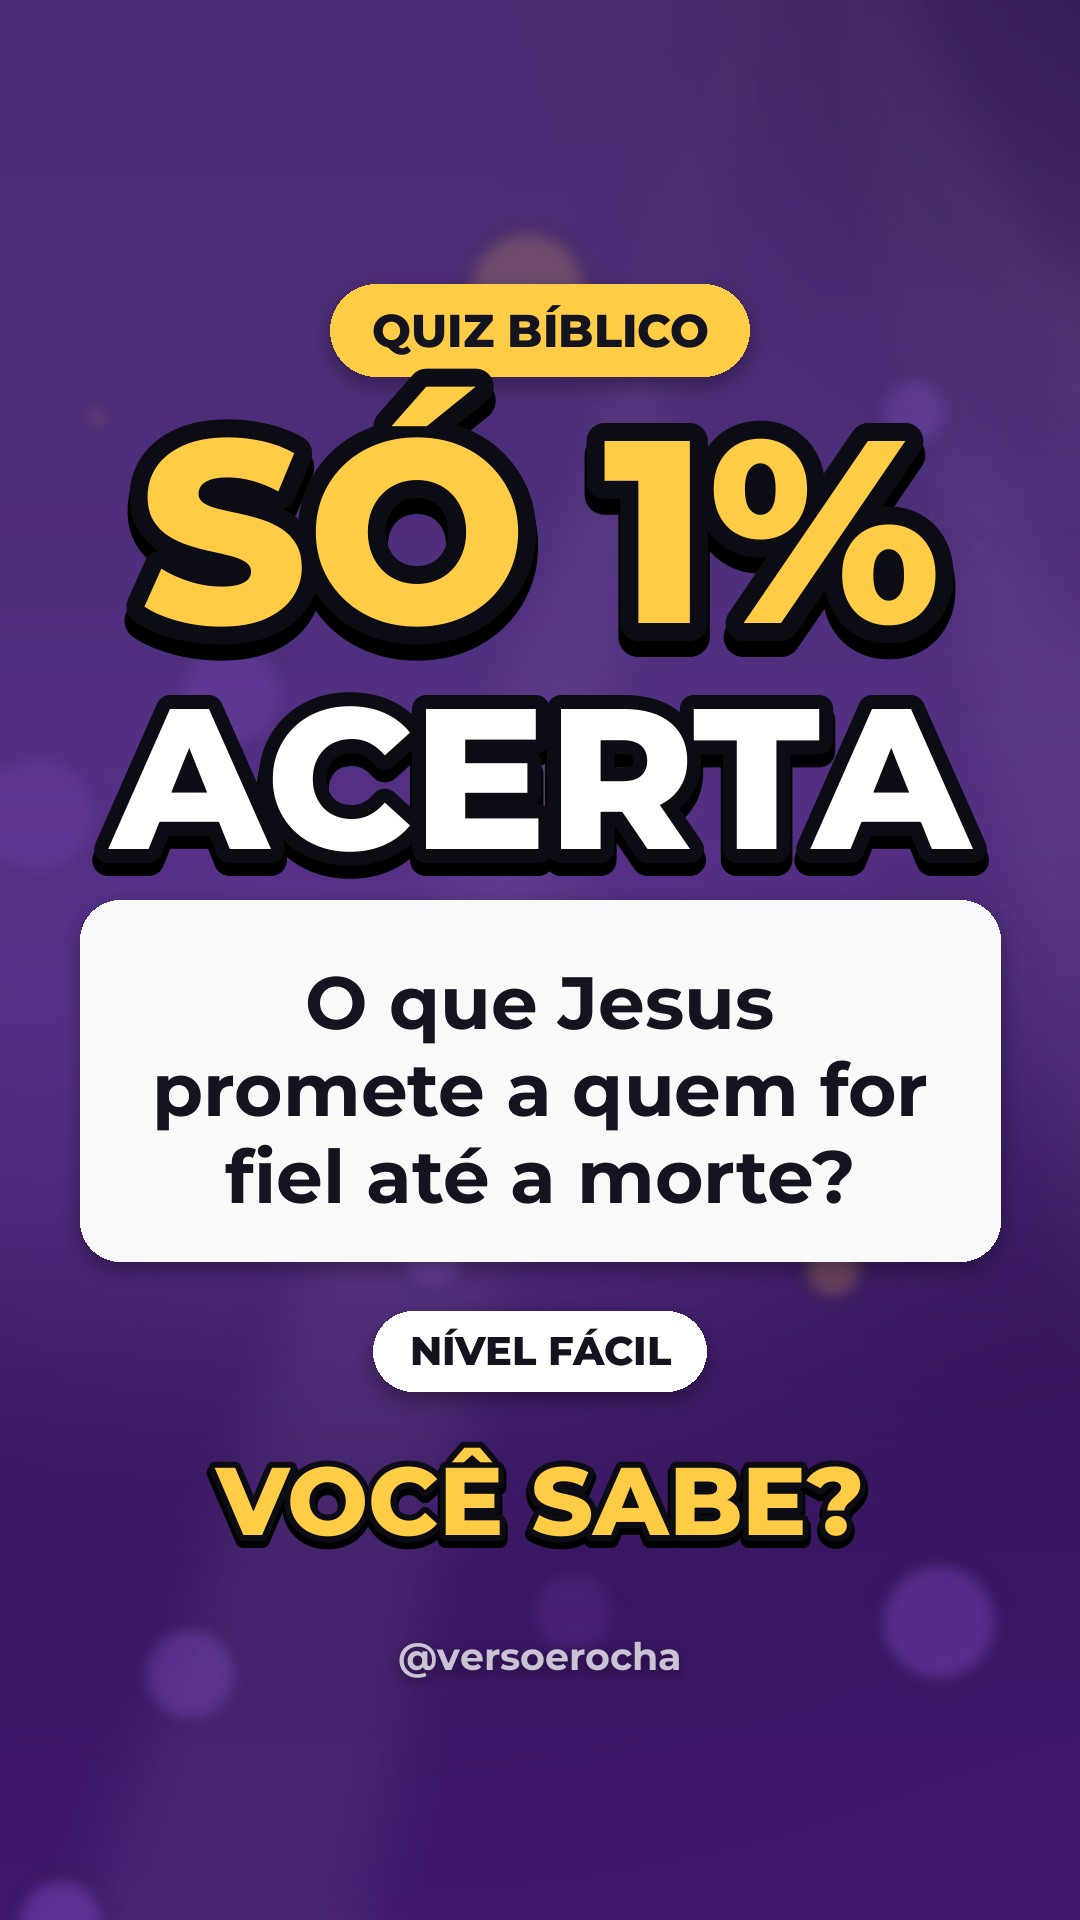 QUIZ BÍBLICO
SÓ 1%
ACERTA
O que Jesus
promete a quem for
fiel até a morte?
NÍVEL FÁCIL
VOCÊ SABE?
@versoerocha